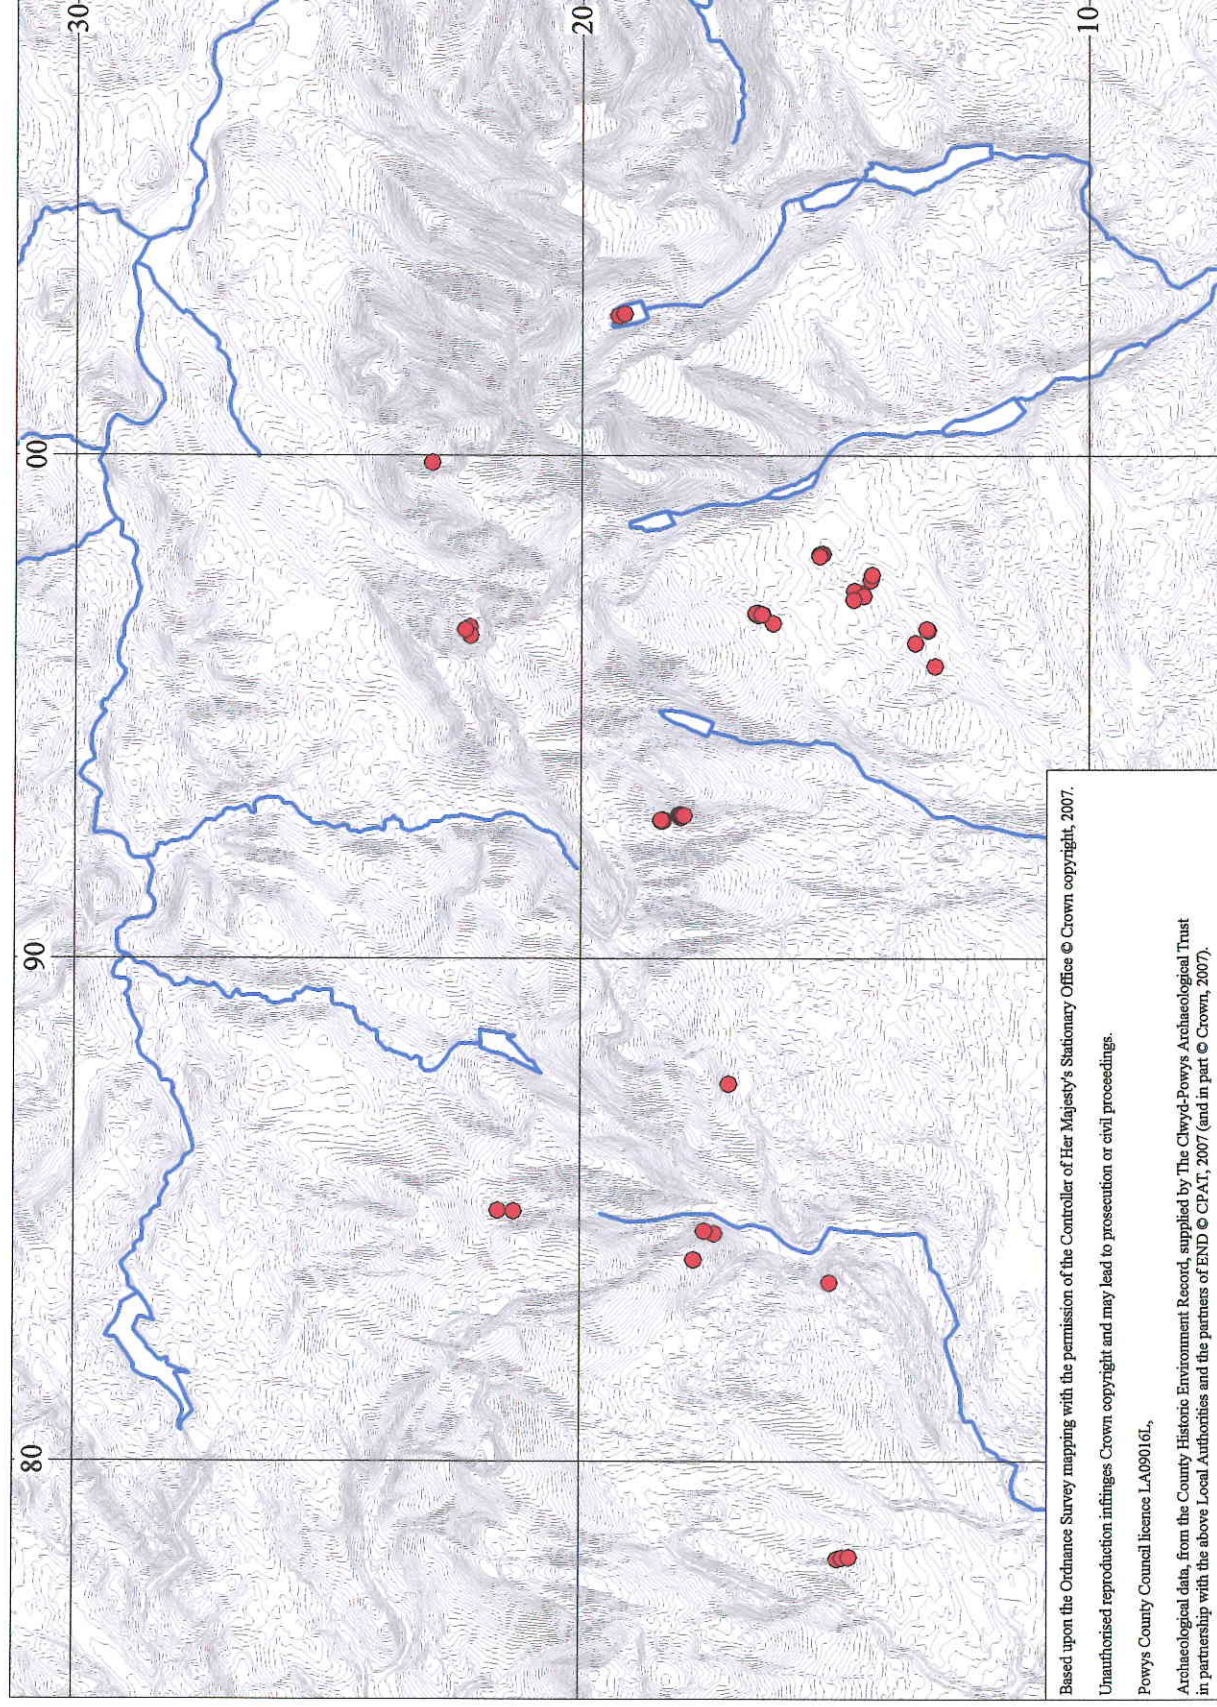 80
90
00
30
20
10
Based upon the Ordnance Survey mapping with the permission of the Controller of Her Majesty's Stationary Office © Crown copyright, 2007.
Unauthorised reproduction infringes Crown copyright and may lead to prosecution or civil proceedings.
Powys County Council licence LA09016L,
Archaeological data, from the County Historic Environment Record, supplied by The Clwyd-Powys Archaeological Trust
in partnership with the above Local Authorities and the partners of END © CPAT, 2007 (and in part © Crown, 2007).